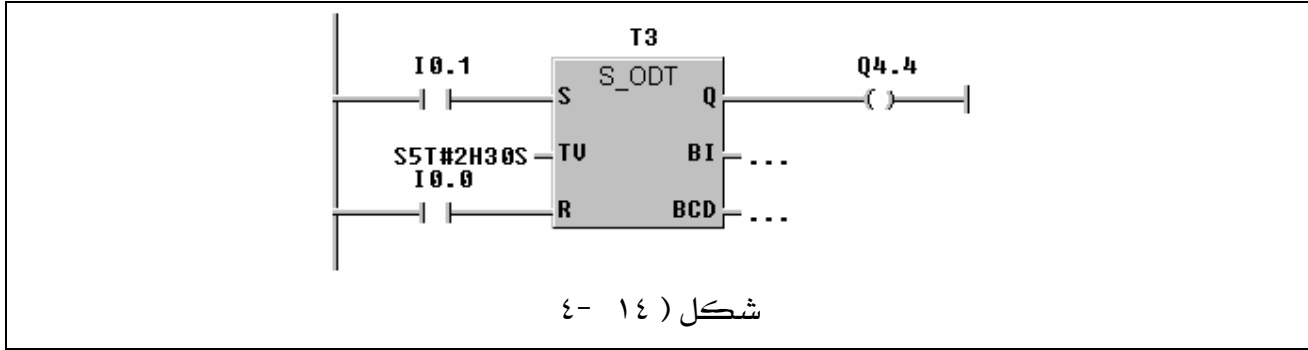 T3
I0.1
S_ODT
Q4.4
S
Q
S5T#2H30S
TV
BI
...
I0.0
R
BCD
...
شكل ( ١٤ -٤